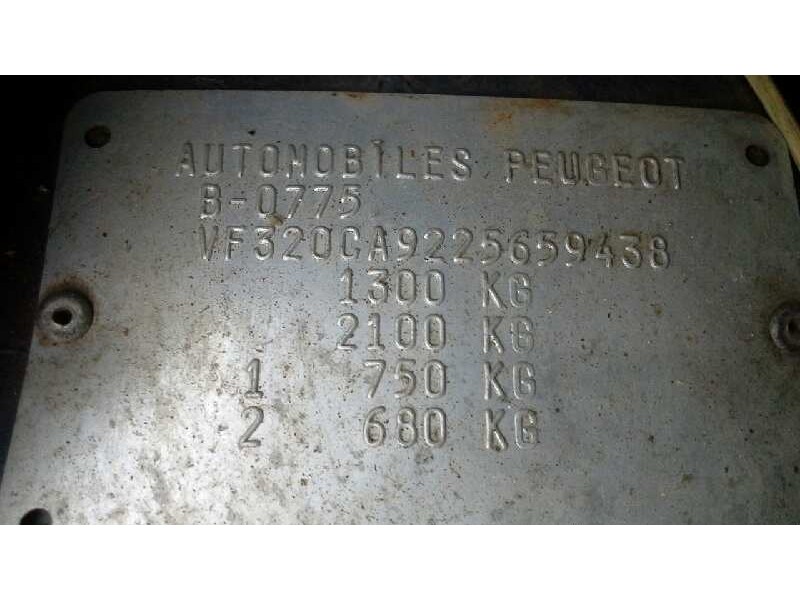 AUTOMOBILES PEUGEOT
B-0775
VF320CA9225659438
1300 KG
2100 KG
1 750 KG
2 680 KG